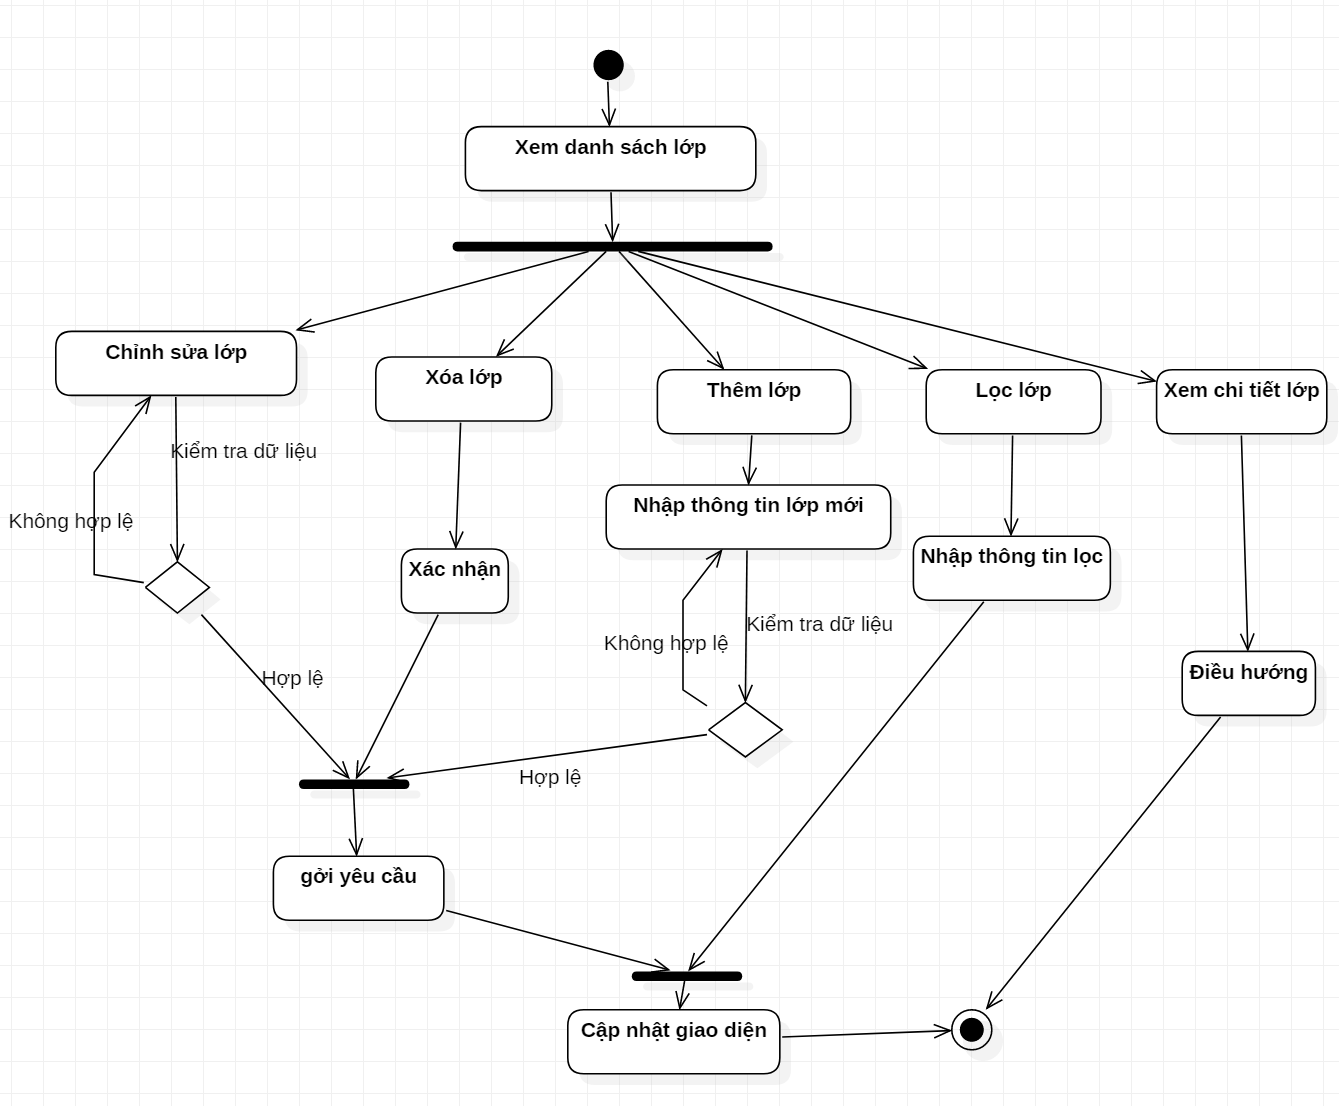 Xem danh sách lớp
Chỉnh sửa lớp
Xóa lớp
Thêm lớp
Lọc lớp
Xem chi tiết lớp
Kiểm tra dữ liệu
Nhập thông tin lớp mới
Không hợp lệ
Xác nhận
Nhập thông tin lọc
Kiểm tra dữ liệu
Không hợp lệ
Hợp lệ
Điều hướng
Hợp lệ
gởi yêu cầu
Cập nhật giao diện